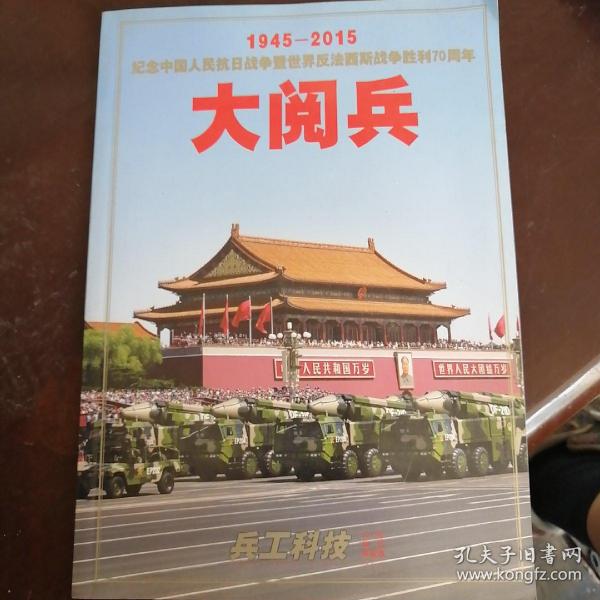 1945-2015
纪念中国人民抗日战争暨世界反法西斯战争胜利70周年
大阅兵
人民共和国万岁
世界人民大团结万岁
兵工科技
孔夫子旧书网
www.kongfz.com